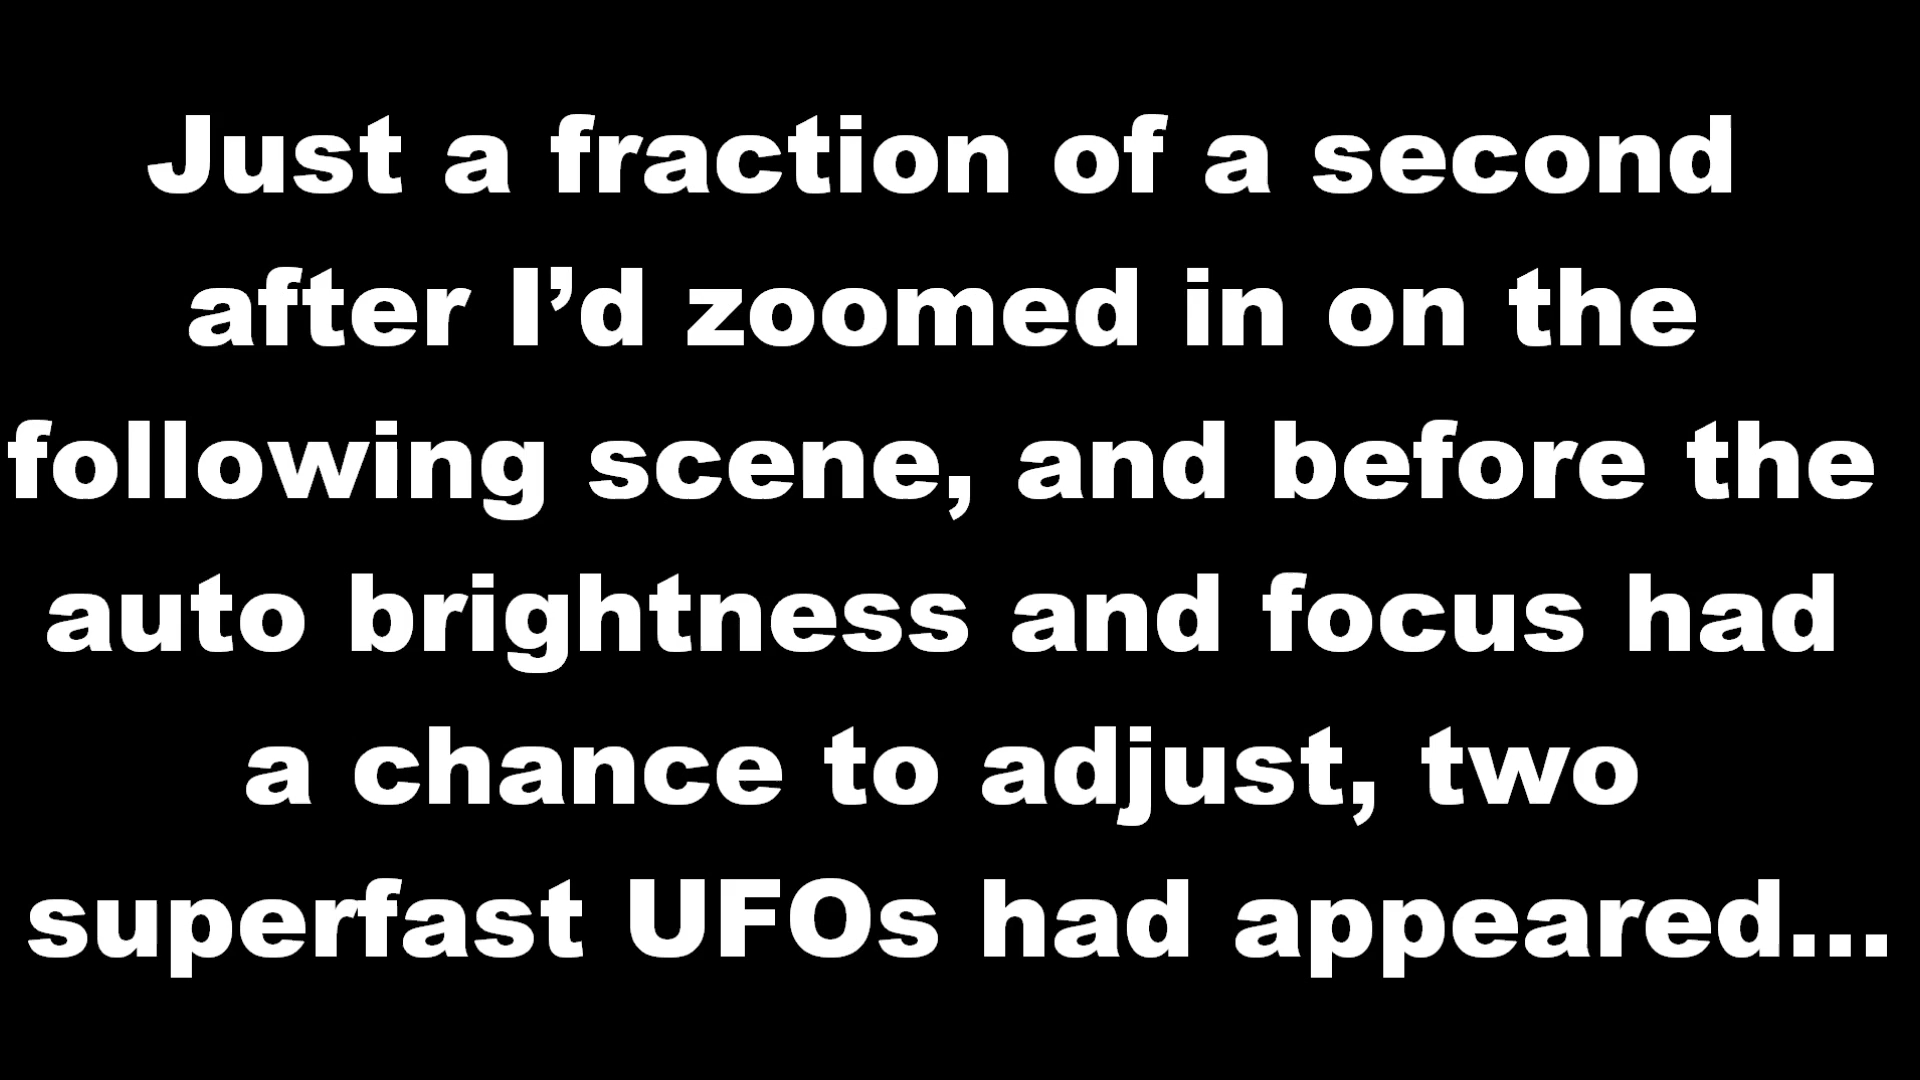 Just a fraction of a second
after I’d zoomed in on the
following scene, and before the
auto brightness and focus had
a chance to adjust, two
superfast UFOs had appeared...